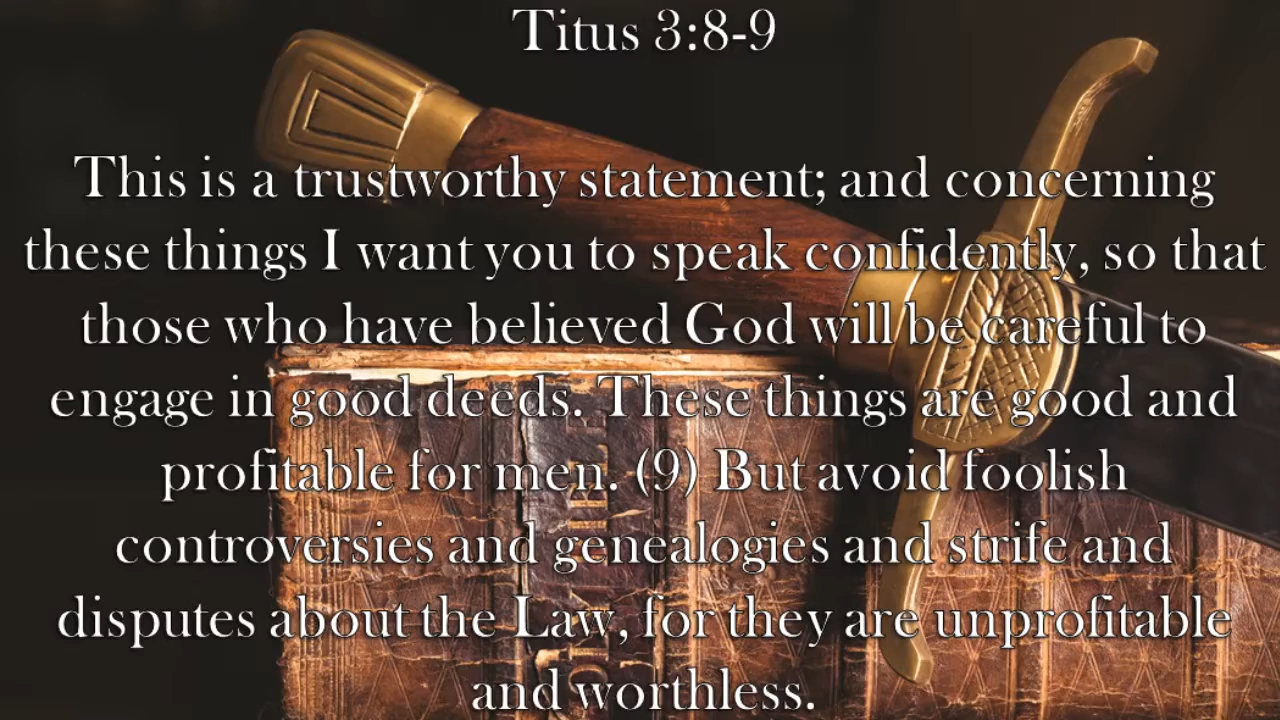 Titus 3:8-9
This is a trustworthy statement; and concerning
these things I want you to speak confidently, so that
those who have believed God will be careful to
engage in good deeds. These things are good and
profitable for men. (9) But avoid foolish
controversies and genealogies and strife and
disputes about the Law, for they are unprofitable
and worthless.